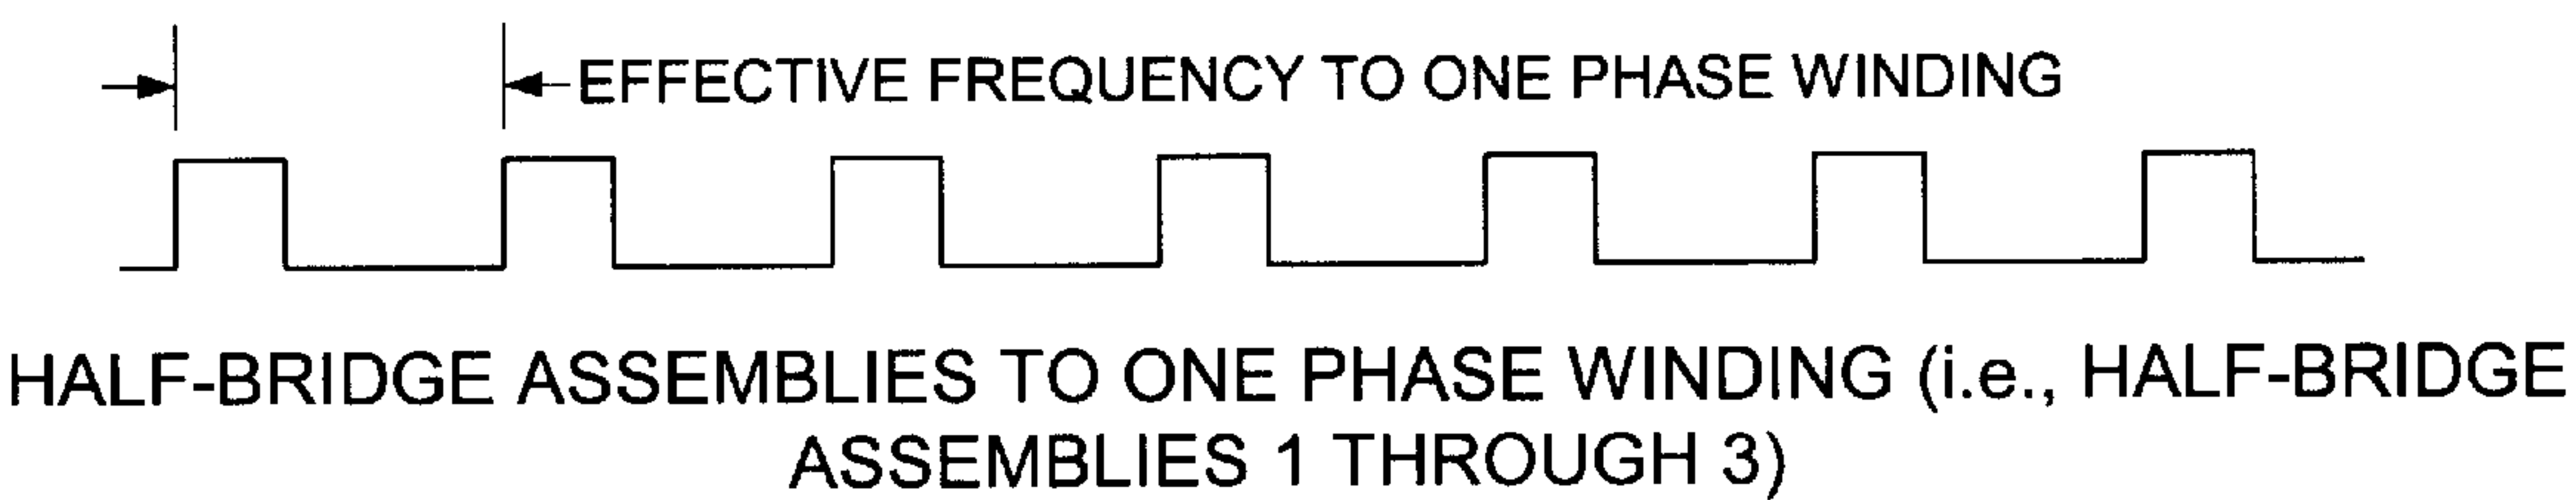 EFFECTIVE FREQUENCY TO ONE PHASE WINDING
HALF-BRIDGE ASSEMBLIES TO ONE PHASE WINDING (i.e., HALF-BRIDGE
ASSEMBLIES 1 THROUGH 3)